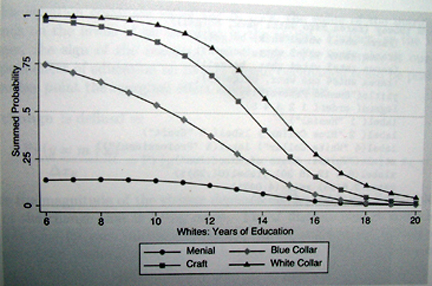 1
.75
.5
.25
0
Summed Probability
6 8 10 12 14 16 18 20
Whites: Years of Education
Menial Blue Collar
Craft White Collar